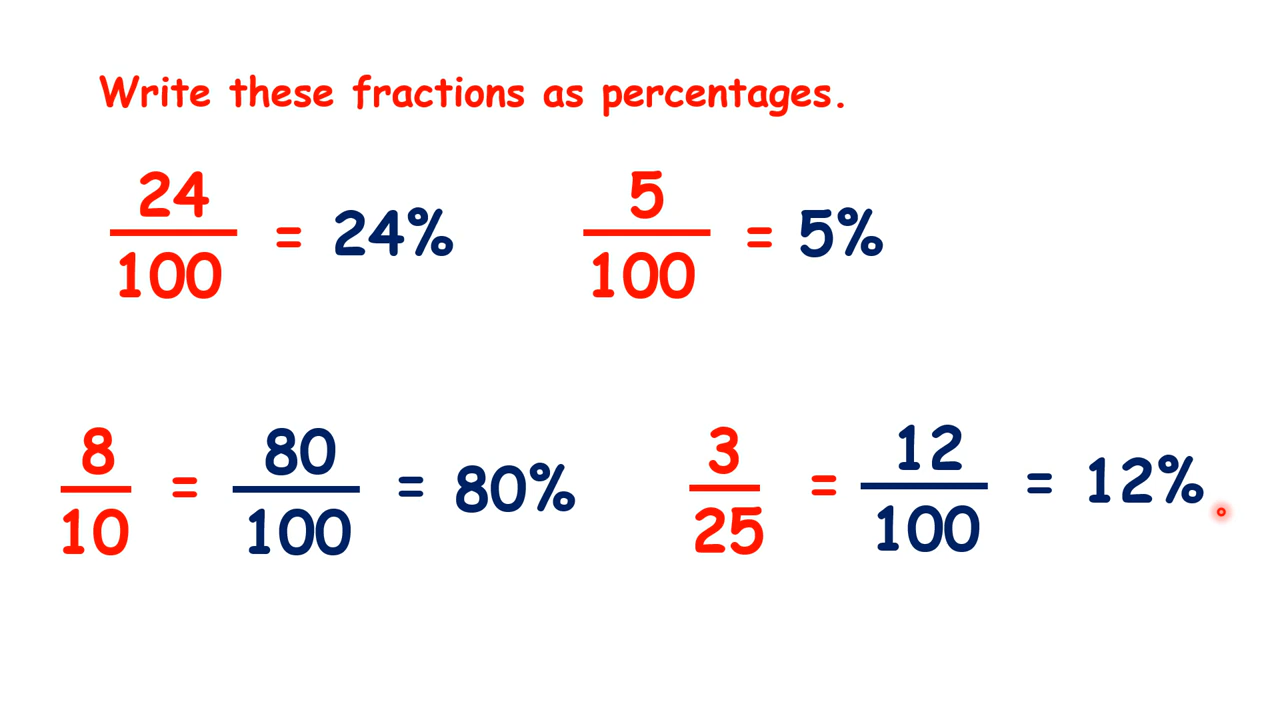 Write these fractions as percentages.
24/100 = 24%
5/100 = 5%
8/10 = 80/100 = 80%
3/25 = 12/100 = 12%